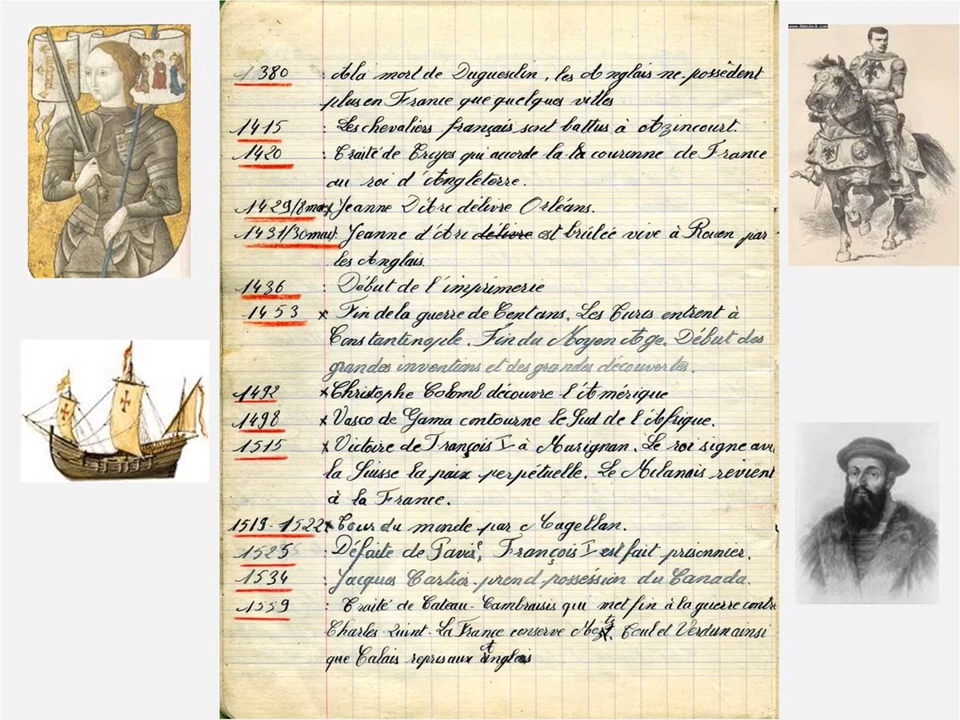 1380 : A la mort de Duguesclin, les Anglais ne possèdent
plus en France que quelques villes
1415 : Les chevaliers français sont battus à Azincourt.
1420 : Traité de Troyes qui accorde la la couronne de France
au roi d'Angleterre.
1429/8 mai: Jeanne D'Arc délivre Orléans.
1431/30 mai: Jeanne d'Arc délivre est brûlée vive à Rouen par
les Anglais
1436 : Début de l'imprimerie
1453 x Fin de la guerre de Cent ans. Les Turcs entrent à
Constantinople. Fin du Moyen Age. Début des
grandes inventions et des grandes découvertes.
1492 x Christophe Colomb découvre l'Amérique
1498 x Vasco de Gama contourne le Sud de l'Afrique.
1515 x Victoire de François I à Marignan. Le roi signe avec
la Suisse la paix perpétuelle. Le Milanais revient
à la France.
1519-1522 x Tour du monde par Magellan.
1525 : Défaite de Pavie, François I est fait prisonnier.
1534 : Jacques Cartier prend posséssion du Canada.
1559 : Traité de Cateau-Cambraisis qui met fin à la guerre contre
Charles Quint. La France conserve Metz, Toul et Verdun ainsi
que Calais repris aux Anglais